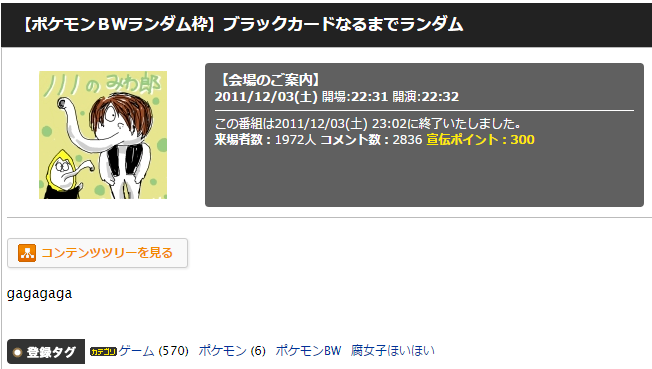 【ポケモンBWランダム枠】ブラックカードなるまでランダム
ノノノのみわ郎
【会場のご案内】
2011/12/03(土) 開場:22:31 開演:22:32
この番組は2011/12/03(土) 23:02に終了いたしました。
来場者数：1972人 コメント数：2836 宣伝ポイント：300
コンテンツツリーを見る
gagagaga
登録タグ カテゴリ ゲーム (570) ポケモン (6) ポケモンBW 腐女子ほいほい